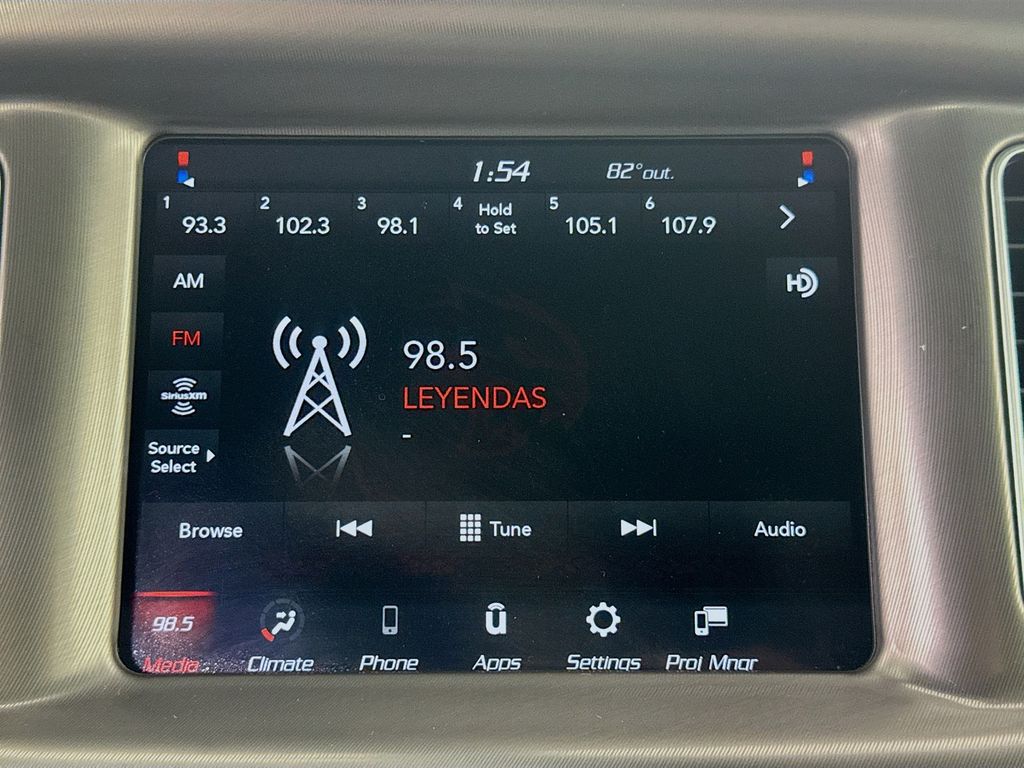 1:54 82° out.
1 93.3 2 102.3 3 98.1 4 Hold to Set 5 105.1 6 107.9
AM
HD
FM
98.5
LEYENDAS
-
SiriusXM
Source
Select
Browse Tune Audio
98.5
Media Climate Phone Apps Settings Proj Mngr